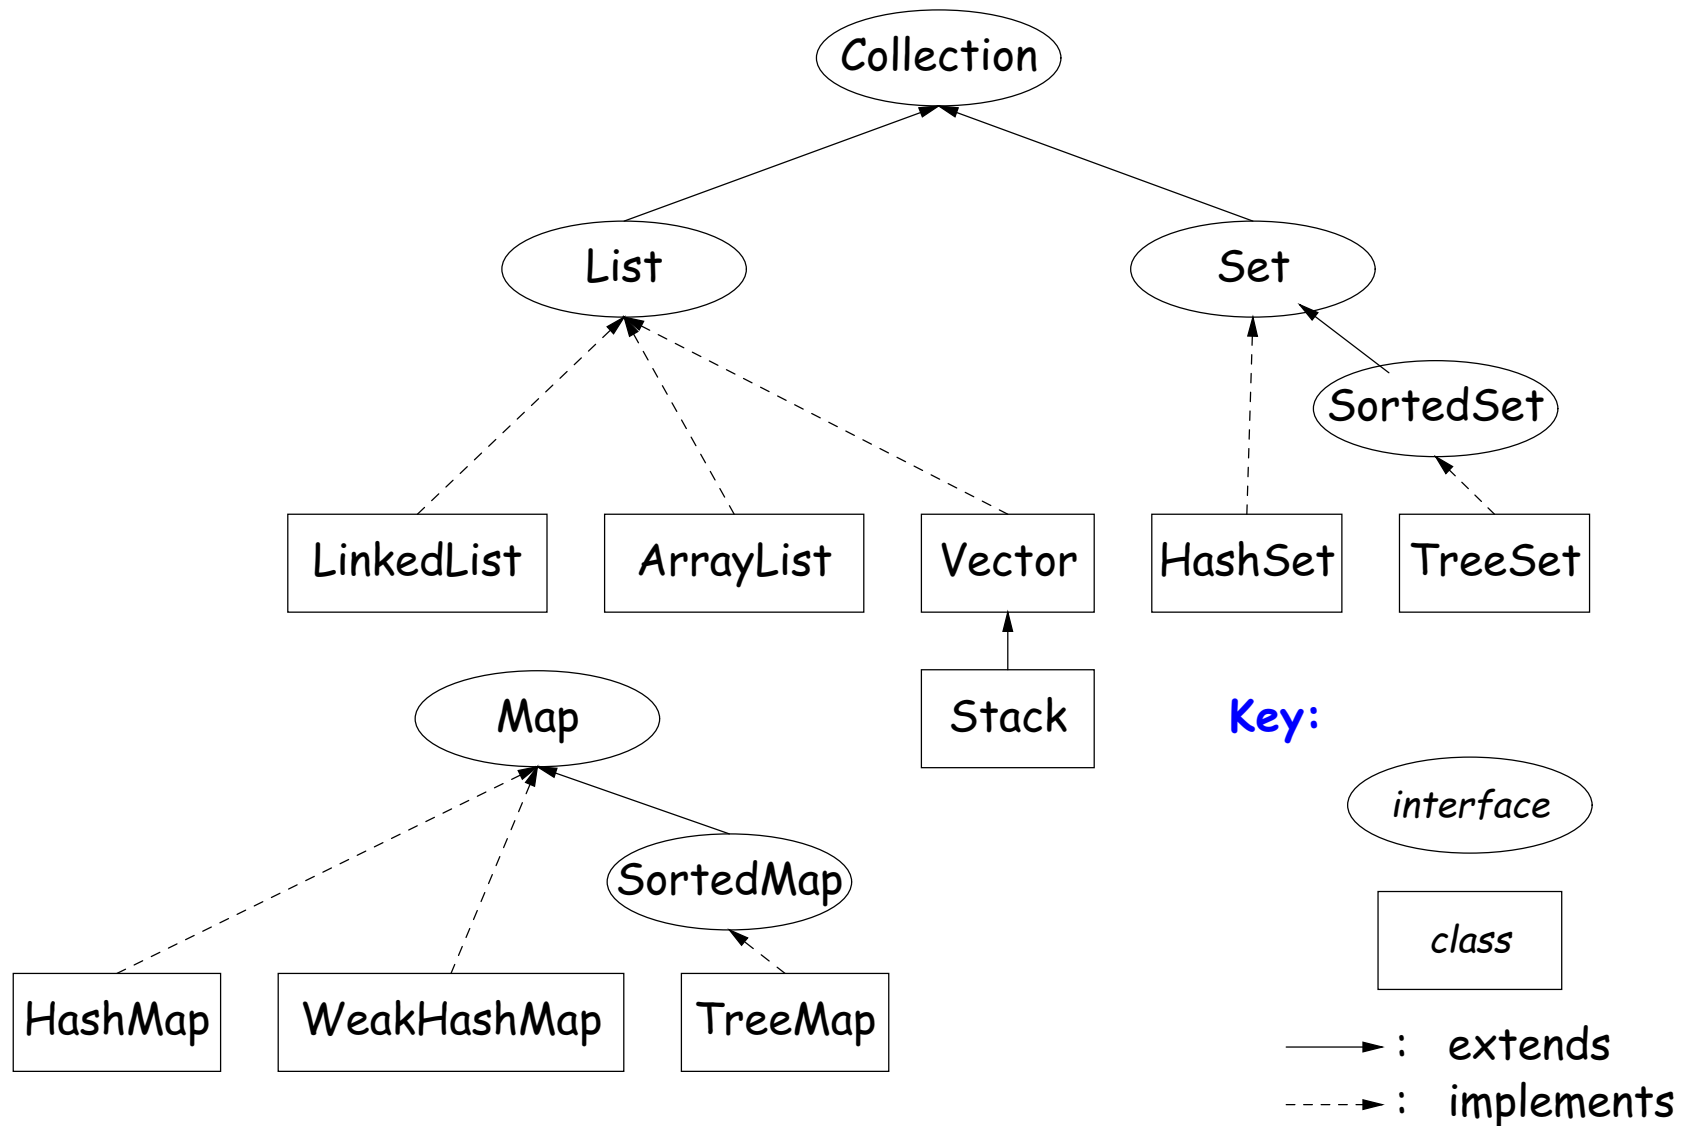 Collection
List
Set
SortedSet
LinkedList
ArrayList
Vector
HashSet
TreeSet
Map
Stack
Key:
interface
SortedMap
class
HashMap
WeakHashMap
TreeMap
: extends
: implements